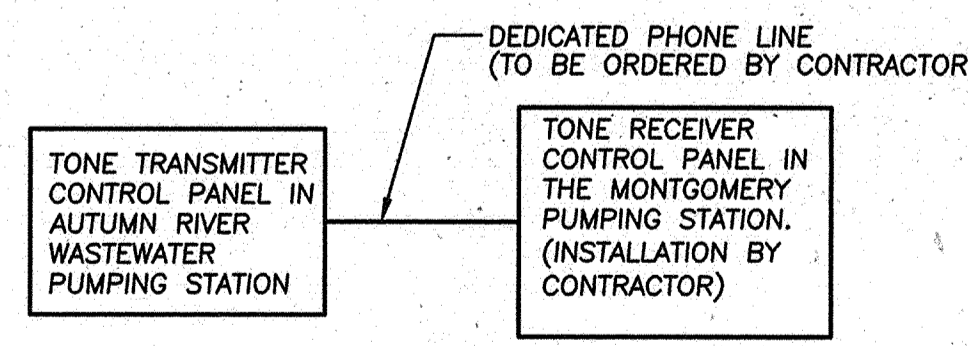 DEDICATED PHONE LINE
(TO BE ORDERED BY CONTRACTOR
TONE TRANSMITTER
CONTROL PANEL IN
AUTUMN RIVER
WASTEWATER
PUMPING STATION
TONE RECEIVER
CONTROL PANEL IN
THE MONTGOMERY
PUMPING STATION.
(INSTALLATION BY
CONTRACTOR)